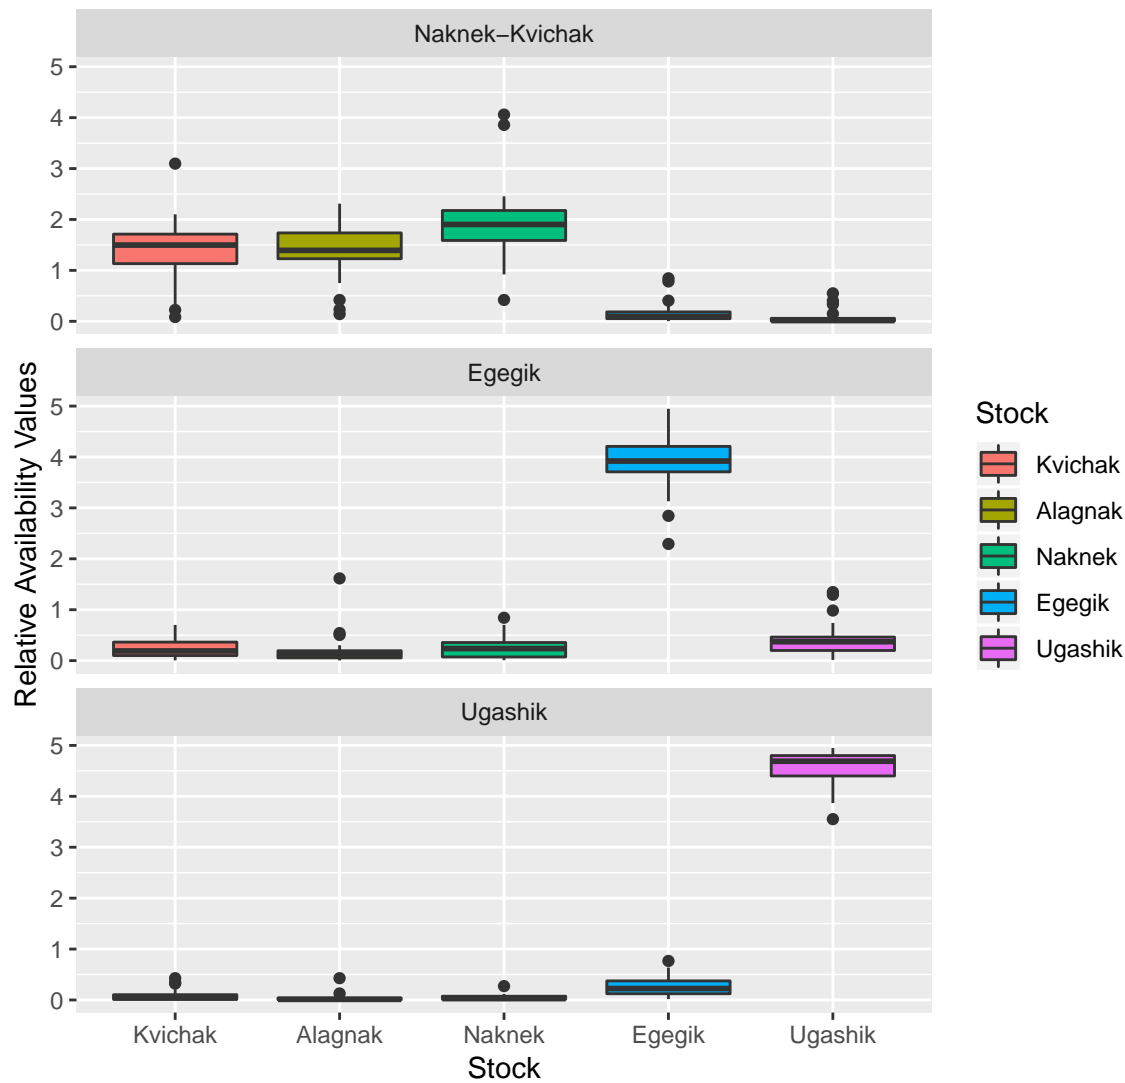 Naknek–Kvichak
5
4
3
2
1
0
Egegik
5
4
3
2
1
0
Ugashik
5
4
3
2
1
0
Relative Availability Values
Kvichak Alagnak Naknek Egegik Ugashik
Stock
Stock
Kvichak
Alagnak
Naknek
Egegik
Ugashik